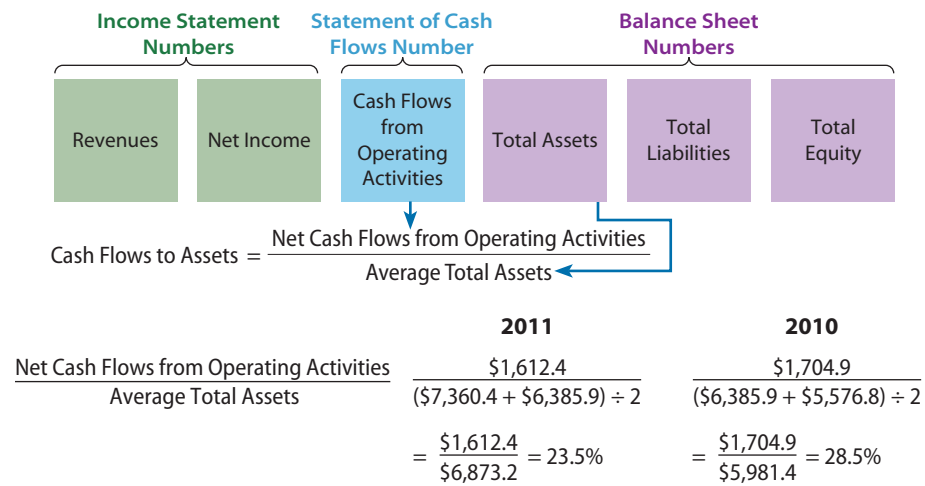 Income Statement Numbers
Statement of Cash Flows Number
Balance Sheet Numbers
Revenues
Net Income
Cash Flows
from
Operating
Activities
Total Assets
Total
Liabilities
Total
Equity
Cash Flows to Assets = Net Cash Flows from Operating Activities
Average Total Assets
2011 2010
Net Cash Flows from Operating Activities $1,612.4 $1,704.9
Average Total Assets ($7,360.4 + $6,385.9) ÷ 2 ($6,385.9 + $5,576.8) ÷ 2
= $1,612.4 = 23.5% = $1,704.9 = 28.5%
$6,873.2 $5,981.4